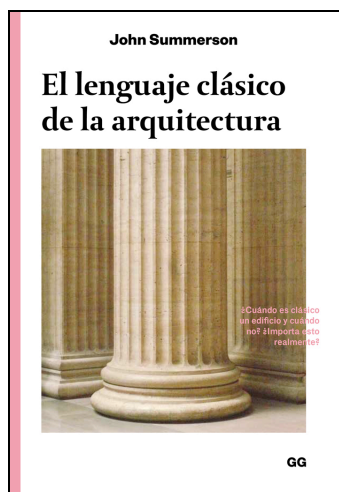 John Summerson
El lenguaje clásico
de la arquitectura
¿Cuándo es clásico
un edificio y cuándo
no? ¿Importa esto
realmente?
GG